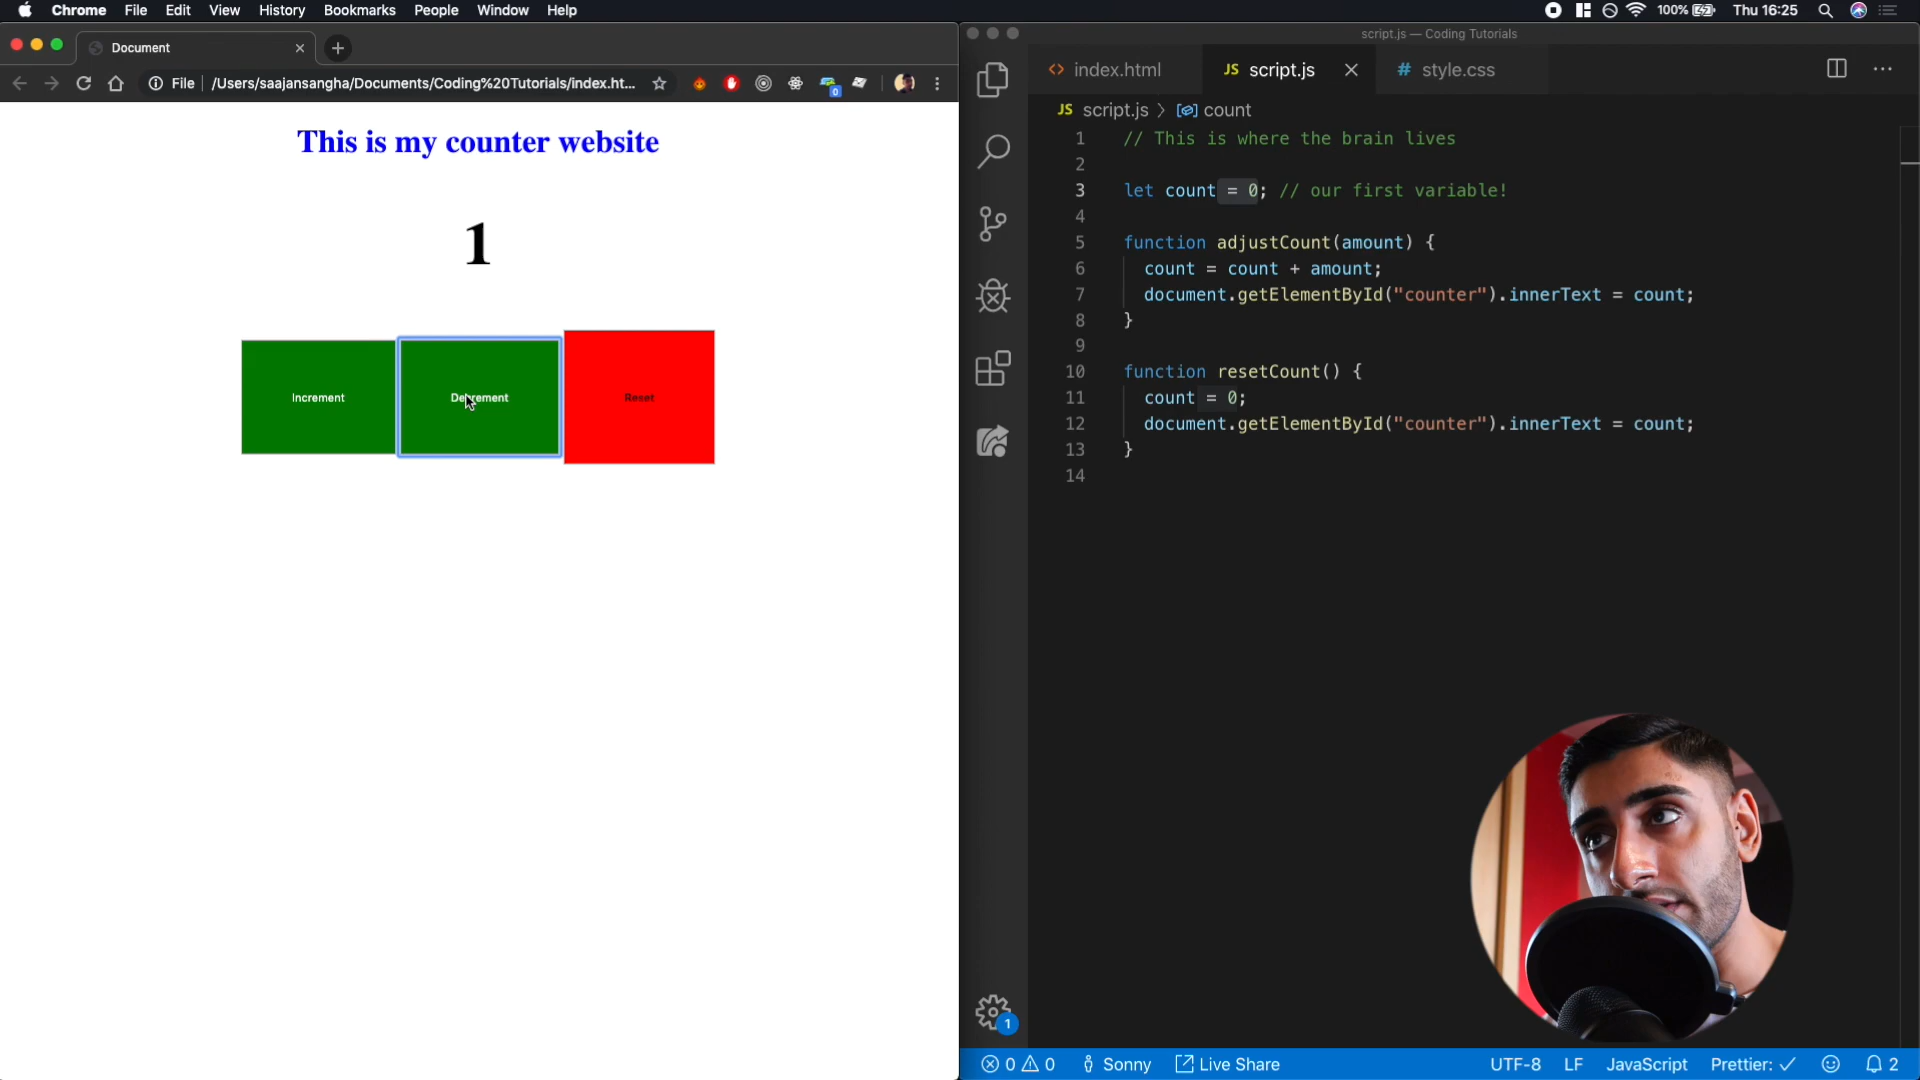 Chrome File Edit View History Bookmarks People Window Help
100% Thu 16:25
Document
File /Users/saajansangha/Documents/Coding%20Tutorials/index.ht...
0
This is my counter website
1
Increment
Decrement
Reset
script.js — Coding Tutorials
index.html
JS script.js
# style.css
JS script.js > count
1 // This is where the brain lives
2
3 let count = 0; // our first variable!
4
5 function adjustCount(amount) {
6 count = count + amount;
7 document.getElementById("counter").innerText = count;
8 }
9
10 function resetCount() {
11 count = 0;
12 document.getElementById("counter").innerText = count;
13 }
14
1
0 0 Sonny Live Share UTF-8 LF JavaScript Prettier: ✓ 2